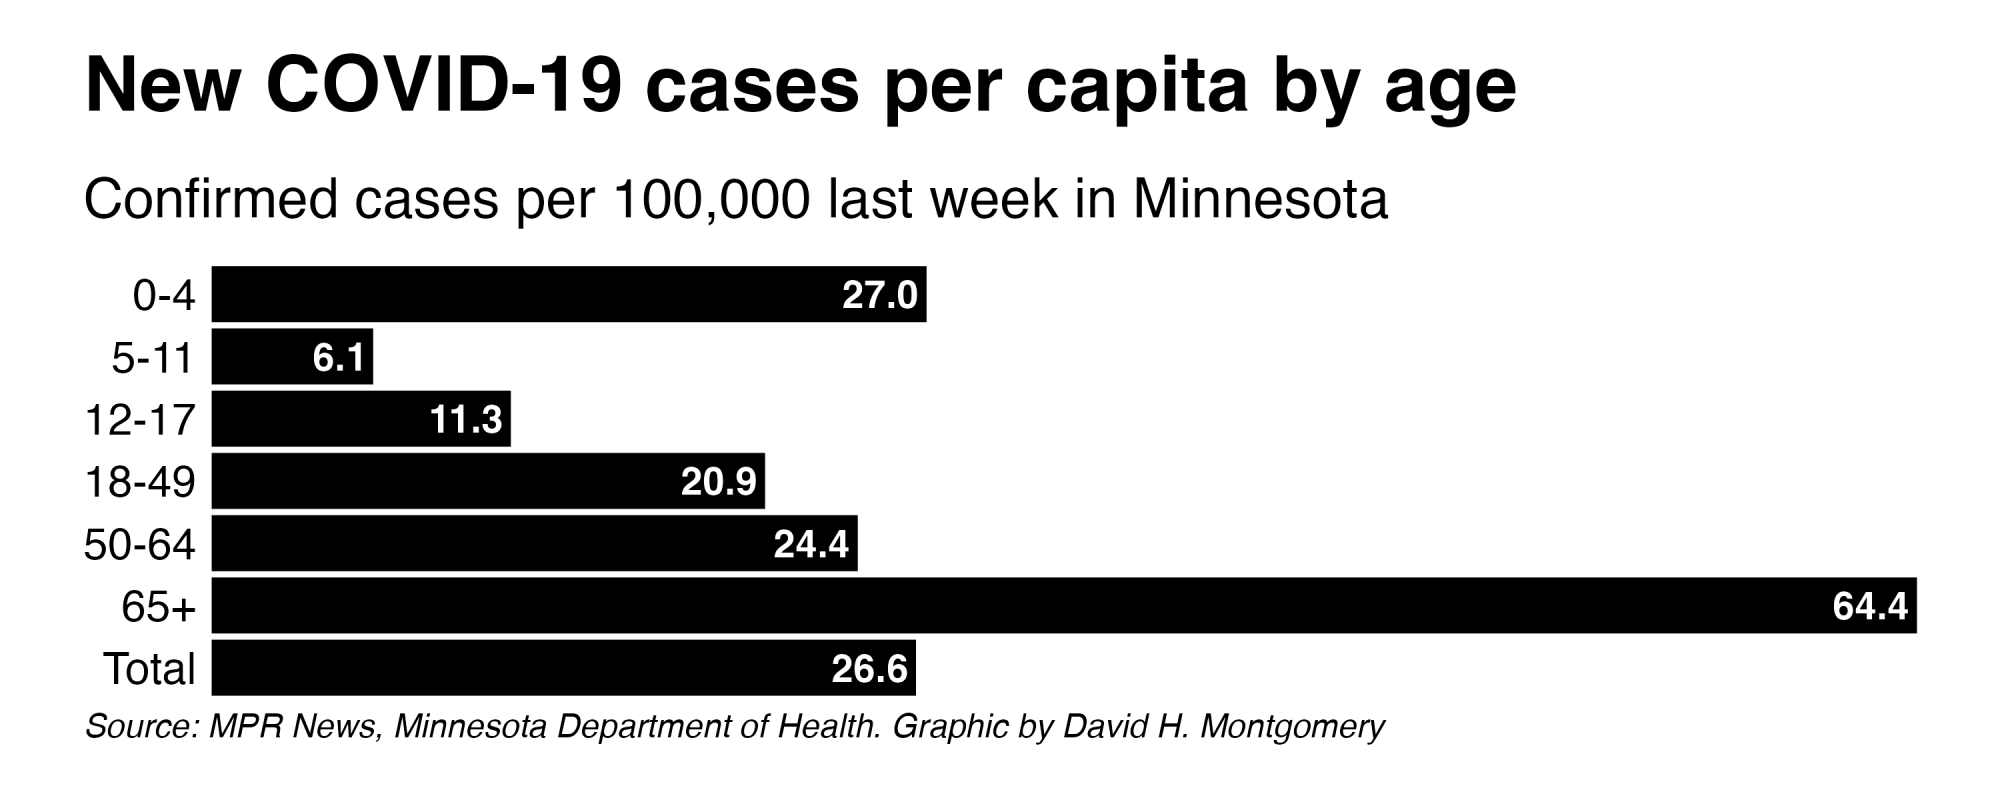 New COVID-19 cases per capita by age
Confirmed cases per 100,000 last week in Minnesota
0-4 27.0
5-11 6.1
12-17 11.3
18-49 20.9
50-64 24.4
65+ 64.4
Total 26.6
Source: MPR News, Minnesota Department of Health. Graphic by David H. Montgomery